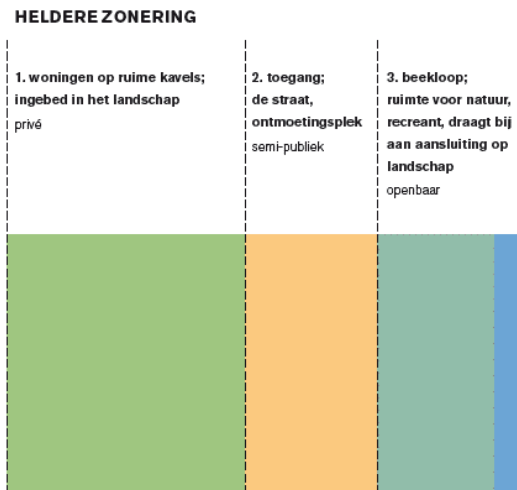 HELDERE ZONERING
1. woningen op ruime kavels;
ingebed in het landschap
privé
2. toegang;
de straat,
ontmoetingsplek
semi-publiek
3. beekloop;
ruimte voor natuur,
recreant, draagt bij
aan aansluiting op
landschap
openbaar